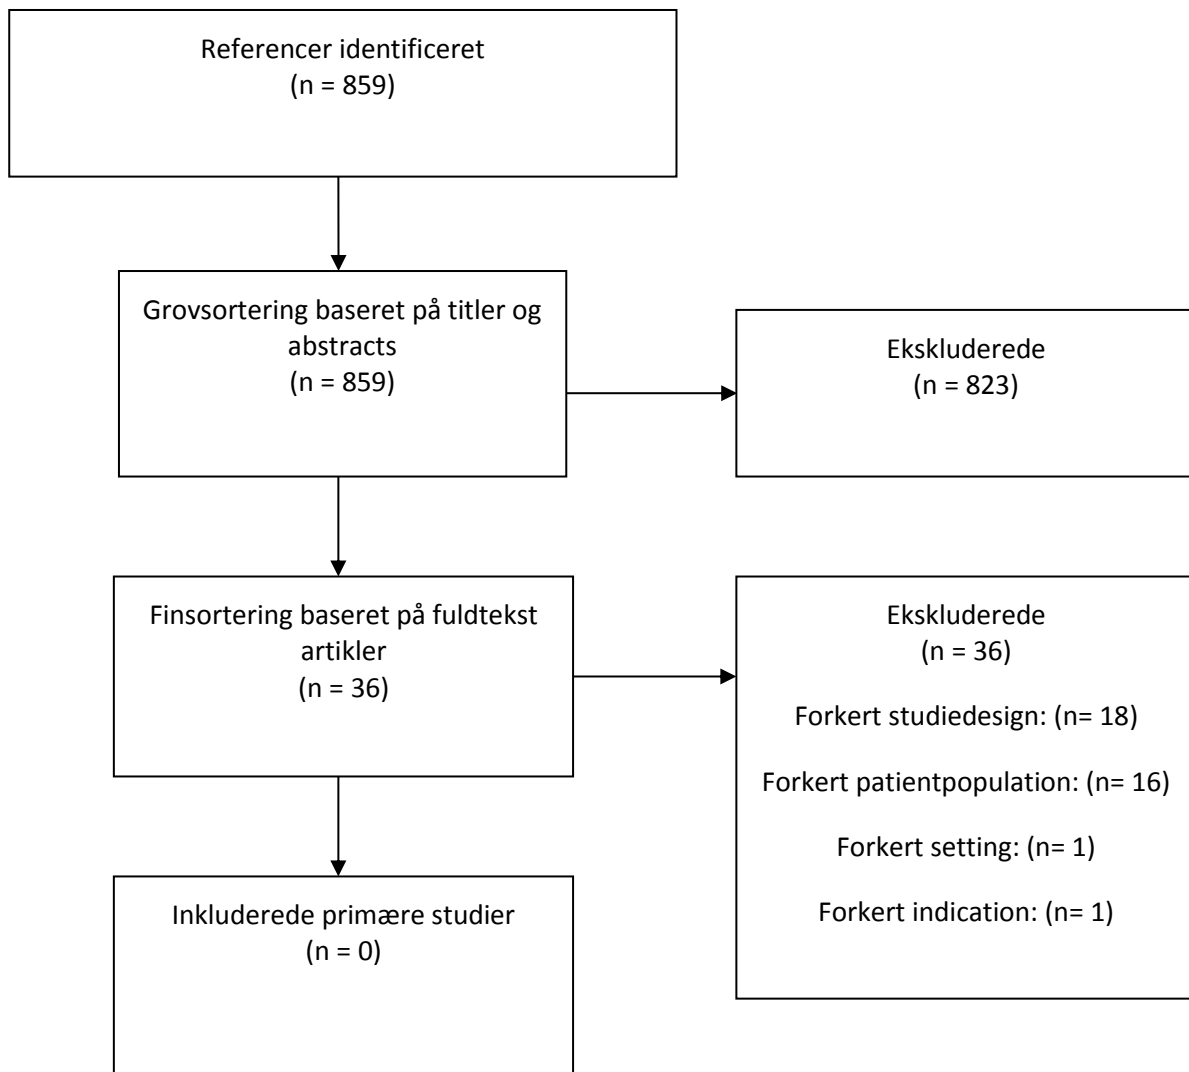 Referencer identificeret
(n = 859)
Grovsortering baseret på titler og
abstracts
(n = 859)
Ekskluderede
(n = 823)
Finsortering baseret på fuldtekst
artikler
(n = 36)
Ekskluderede
(n = 36)
Forkert studiedesign: (n= 18)
Forkert patientpopulation: (n= 16)
Forkert setting: (n= 1)
Forkert indication: (n= 1)
Inkluderede primære studier
(n = 0)